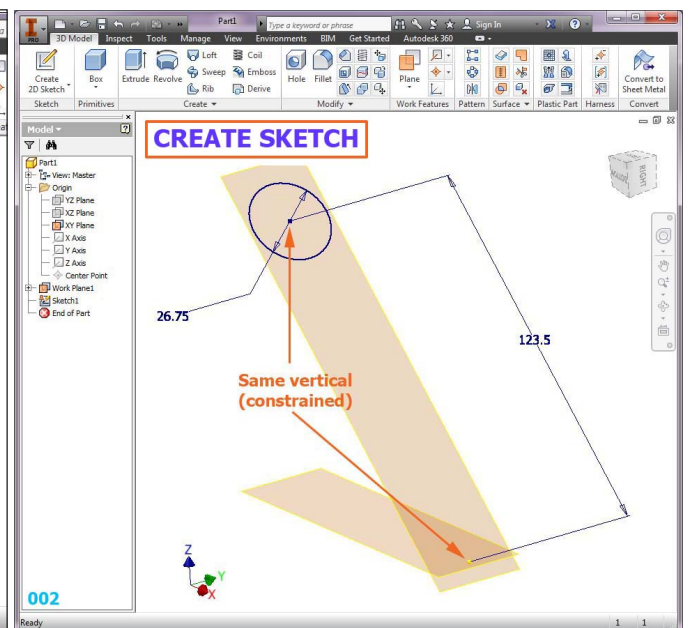 Part1
Type a keyword or phrase
Sign In
PRO
3D Model Inspect Tools Manage View Environments BIM Get Started Autodesk 360
Create
2D Sketch
Box
Extrude
Revolve
Loft
Sweep
Rib
Coil
Emboss
Derive
Hole
Fillet
Plane
Convert to
Sheet Metal
Sketch Primitives Create Modify Work Features Pattern Surface Plastic Part Harness Convert
Model
Part1
View: Master
Origin
YZ Plane
XZ Plane
XY Plane
X Axis
Y Axis
Z Axis
Center Point
Work Plane1
Sketch1
End of Part
CREATE SKETCH
RIGHT
26.75
123.5
Same vertical
(constrained)
Z
Y
X
002
Ready
1 1